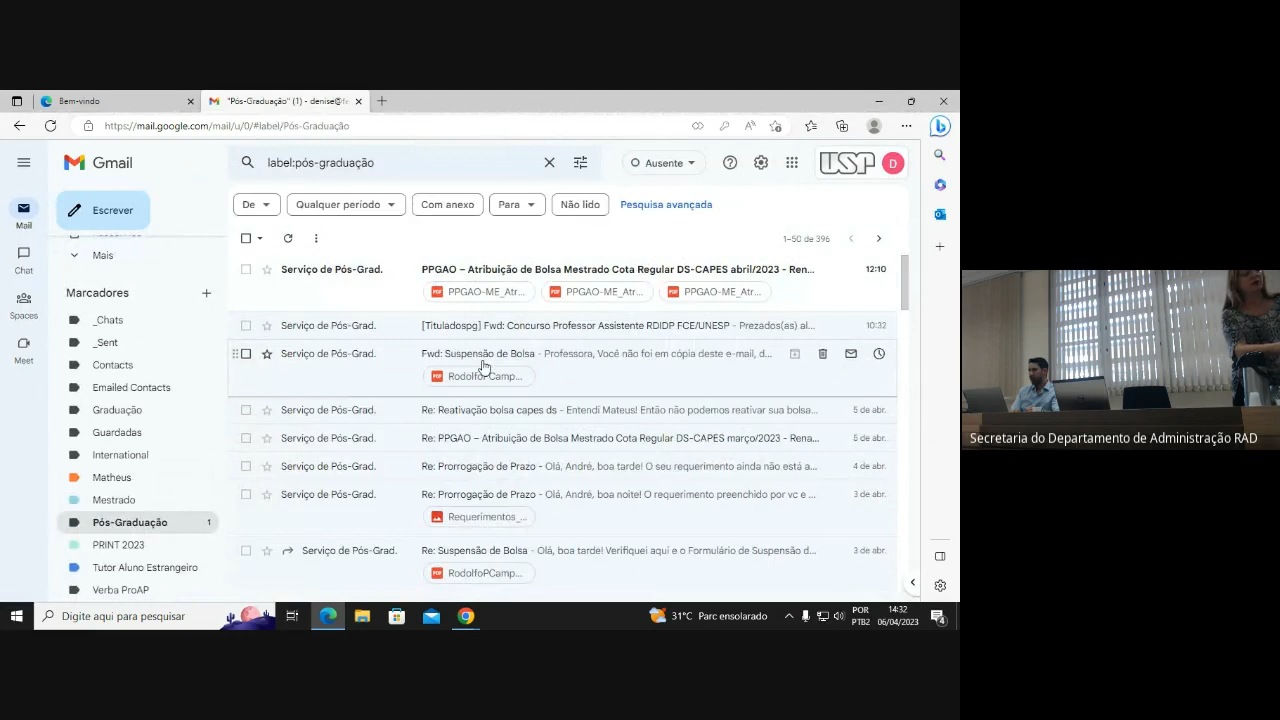 Bem-vindo
"Pós-Graduação" (1) - denise@f
https://mail.google.com/mail/u/0/#label/Pós-Graduação
Gmail
label:pós-graduação
Ausente
USP
D
Mail
Chat
Spaces
Meet
Escrever
Mais
Marcadores
_Chats
_Sent
Contacts
Emailed Contacts
Graduação
Guardadas
International
Matheus
Mestrado
Pós-Graduação 1
PRINT 2023
Tutor Aluno Estrangeiro
Verba ProAP
De
Qualquer período
Com anexo
Para
Não lido
Pesquisa avançada
1–50 de 396
Serviço de Pós-Grad. PPGAO – Atribuição de Bolsa Mestrado Cota Regular DS-CAPES abril/2023 - Ren... 12:10
PPGAO-ME_Atr... PPGAO-ME_Atr... PPGAO-ME_Atr...
Serviço de Pós-Grad. [Tituladospg] Fwd: Concurso Professor Assistente RDIDP FCE/UNESP - Prezados(as) al... 10:32
Serviço de Pós-Grad. Fwd: Suspensão de Bolsa - Professora, Você não foi em cópia deste e-mail, d...
RodolfoPCamp...
Serviço de Pós-Grad. Re: Reativação bolsa capes ds - Entendi Mateus! Então não podemos reativar sua bolsa... 5 de abr.
Serviço de Pós-Grad. Re: PPGAO – Atribuição de Bolsa Mestrado Cota Regular DS-CAPES março/2023 - Rena... 5 de abr.
Serviço de Pós-Grad. Re: Prorrogação de Prazo - Olá, André, boa tarde! O seu requerimento ainda não está a... 4 de abr.
Serviço de Pós-Grad. Re: Prorrogação de Prazo - Olá, André, boa noite! O requerimento preenchido por vc e ... 3 de abr.
Requerimentos_...
Serviço de Pós-Grad. Re: Suspensão de Bolsa - Olá, boa tarde! Verifiquei aqui e o Formulário de Suspensão d... 3 de abr.
RodolfoPCamp...
Digite aqui para pesquisar
31°C Parc ensolarado
POR
PTB2
14:32
06/04/2023
4
Secretaria do Departamento de Administração RAD